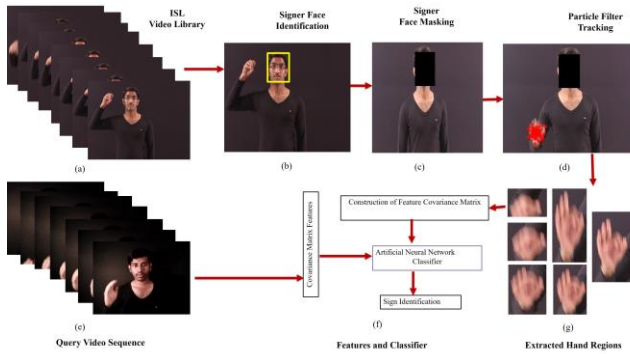 ISL
Video Library
Signer Face
Identification
Signer
Face Masking
Particle Filter
Tracking
(a)
(b)
(c)
(d)
Covariance Matrix Features
Construction of Feature Covariance Matrix
Artificial Neural Network
Classifier
Sign Identification
(e)
(f)
(g)
Query Video Sequence
Features and Classifier
Extracted Hand Regions